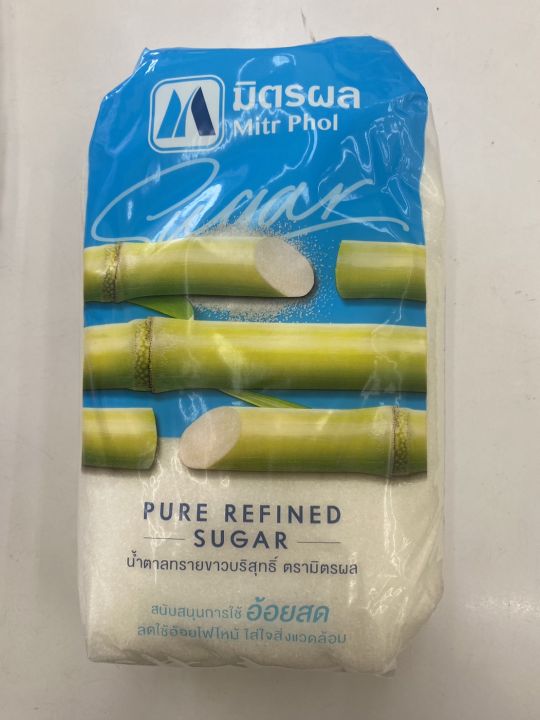 มิตรผล
Mitr Phol
Sugar
PURE REFINED
SUGAR
น้ำตาลทรายขาวบริสุทธิ์ ตรามิตรผล
สนับสนุนการใช้ อ้อยสด
ลดใช้อ้อยไฟไหม้ ใส่ใจสิ่งแวดล้อม